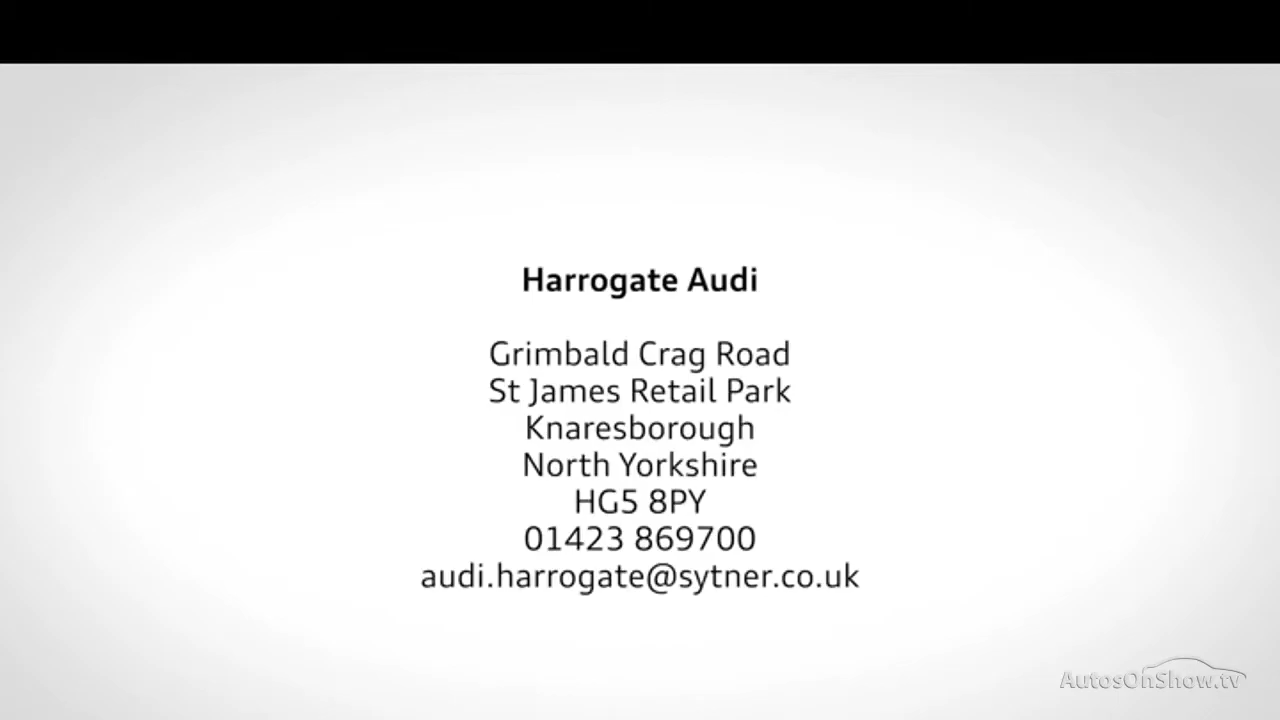 Harrogate Audi
Grimbald Crag Road
St James Retail Park
Knaresborough
North Yorkshire
HG5 8PY
01423 869700
audi.harrogate@sytner.co.uk
AutosOnShow.tv